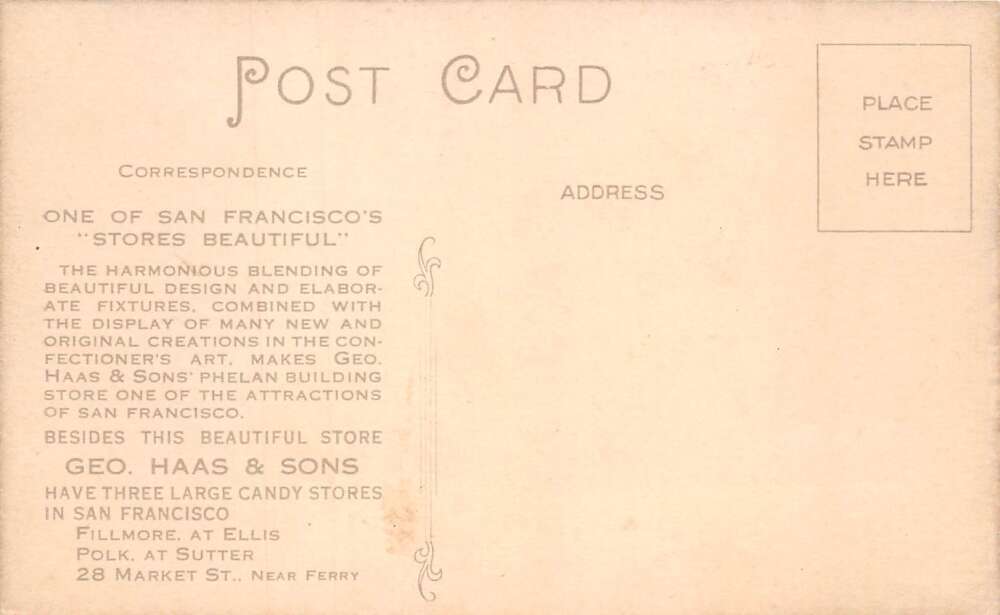 POST CARD
PLACE
STAMP
HERE
CORRESPONDENCE
ADDRESS
ONE OF SAN FRANCISCO'S
"STORES BEAUTIFUL"
THE HARMONIOUS BLENDING OF
BEAUTIFUL DESIGN AND ELABOR-
ATE FIXTURES, COMBINED WITH
THE DISPLAY OF MANY NEW AND
ORIGINAL CREATIONS IN THE CON-
FECTIONER'S ART, MAKES GEO.
HAAS & SONS' PHELAN BUILDING
STORE ONE OF THE ATTRACTIONS
OF SAN FRANCISCO.
BESIDES THIS BEAUTIFUL STORE
GEO. HAAS & SONS
HAVE THREE LARGE CANDY STORES
IN SAN FRANCISCO
FILLMORE, AT ELLIS
POLK, AT SUTTER
28 MARKET ST., NEAR FERRY